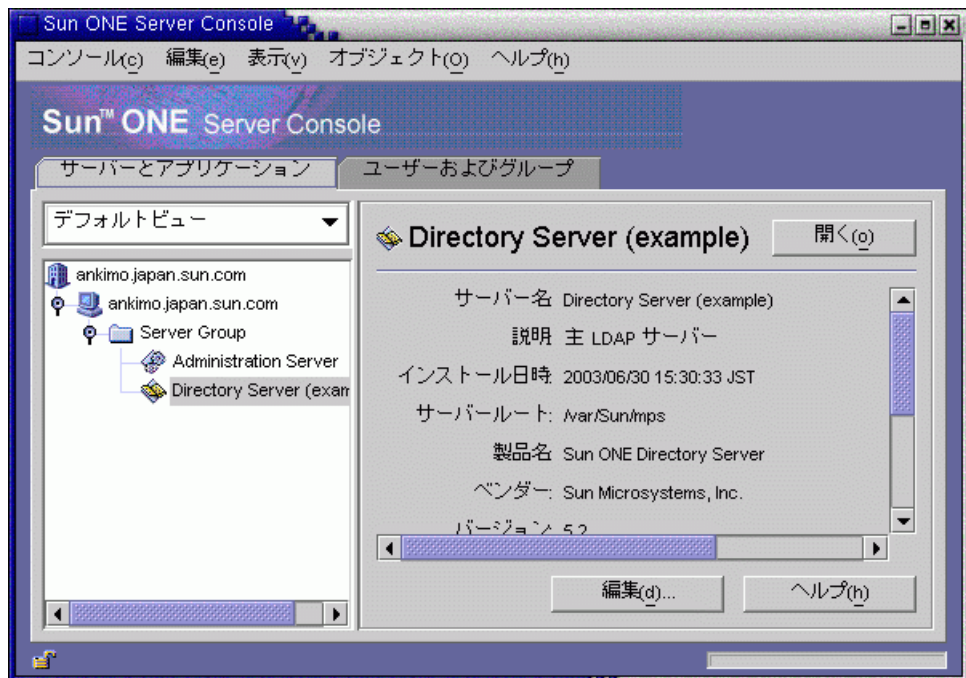 Sun ONE Server Console
コンソール(c) 編集(e) 表示(v) オブジェクト(O) ヘルプ(h)
Sun™ ONE Server Console
サーバーとアプリケーション ユーザーおよびグループ
デフォルトビュー
ankimo.japan.sun.com
ankimo.japan.sun.com
Server Group
Administration Server
Directory Server (exam
Directory Server (example) 開く(o)
サーバー名 Directory Server (example)
説明 主 LDAP サーバー
インストール日時: 2003/06/30 15:30:33 JST
サーバールート: /var/Sun/mps
製品名 Sun ONE Directory Server
ベンダー: Sun Microsystems, Inc.
バージョン 5.2
編集(d)... ヘルプ(h)